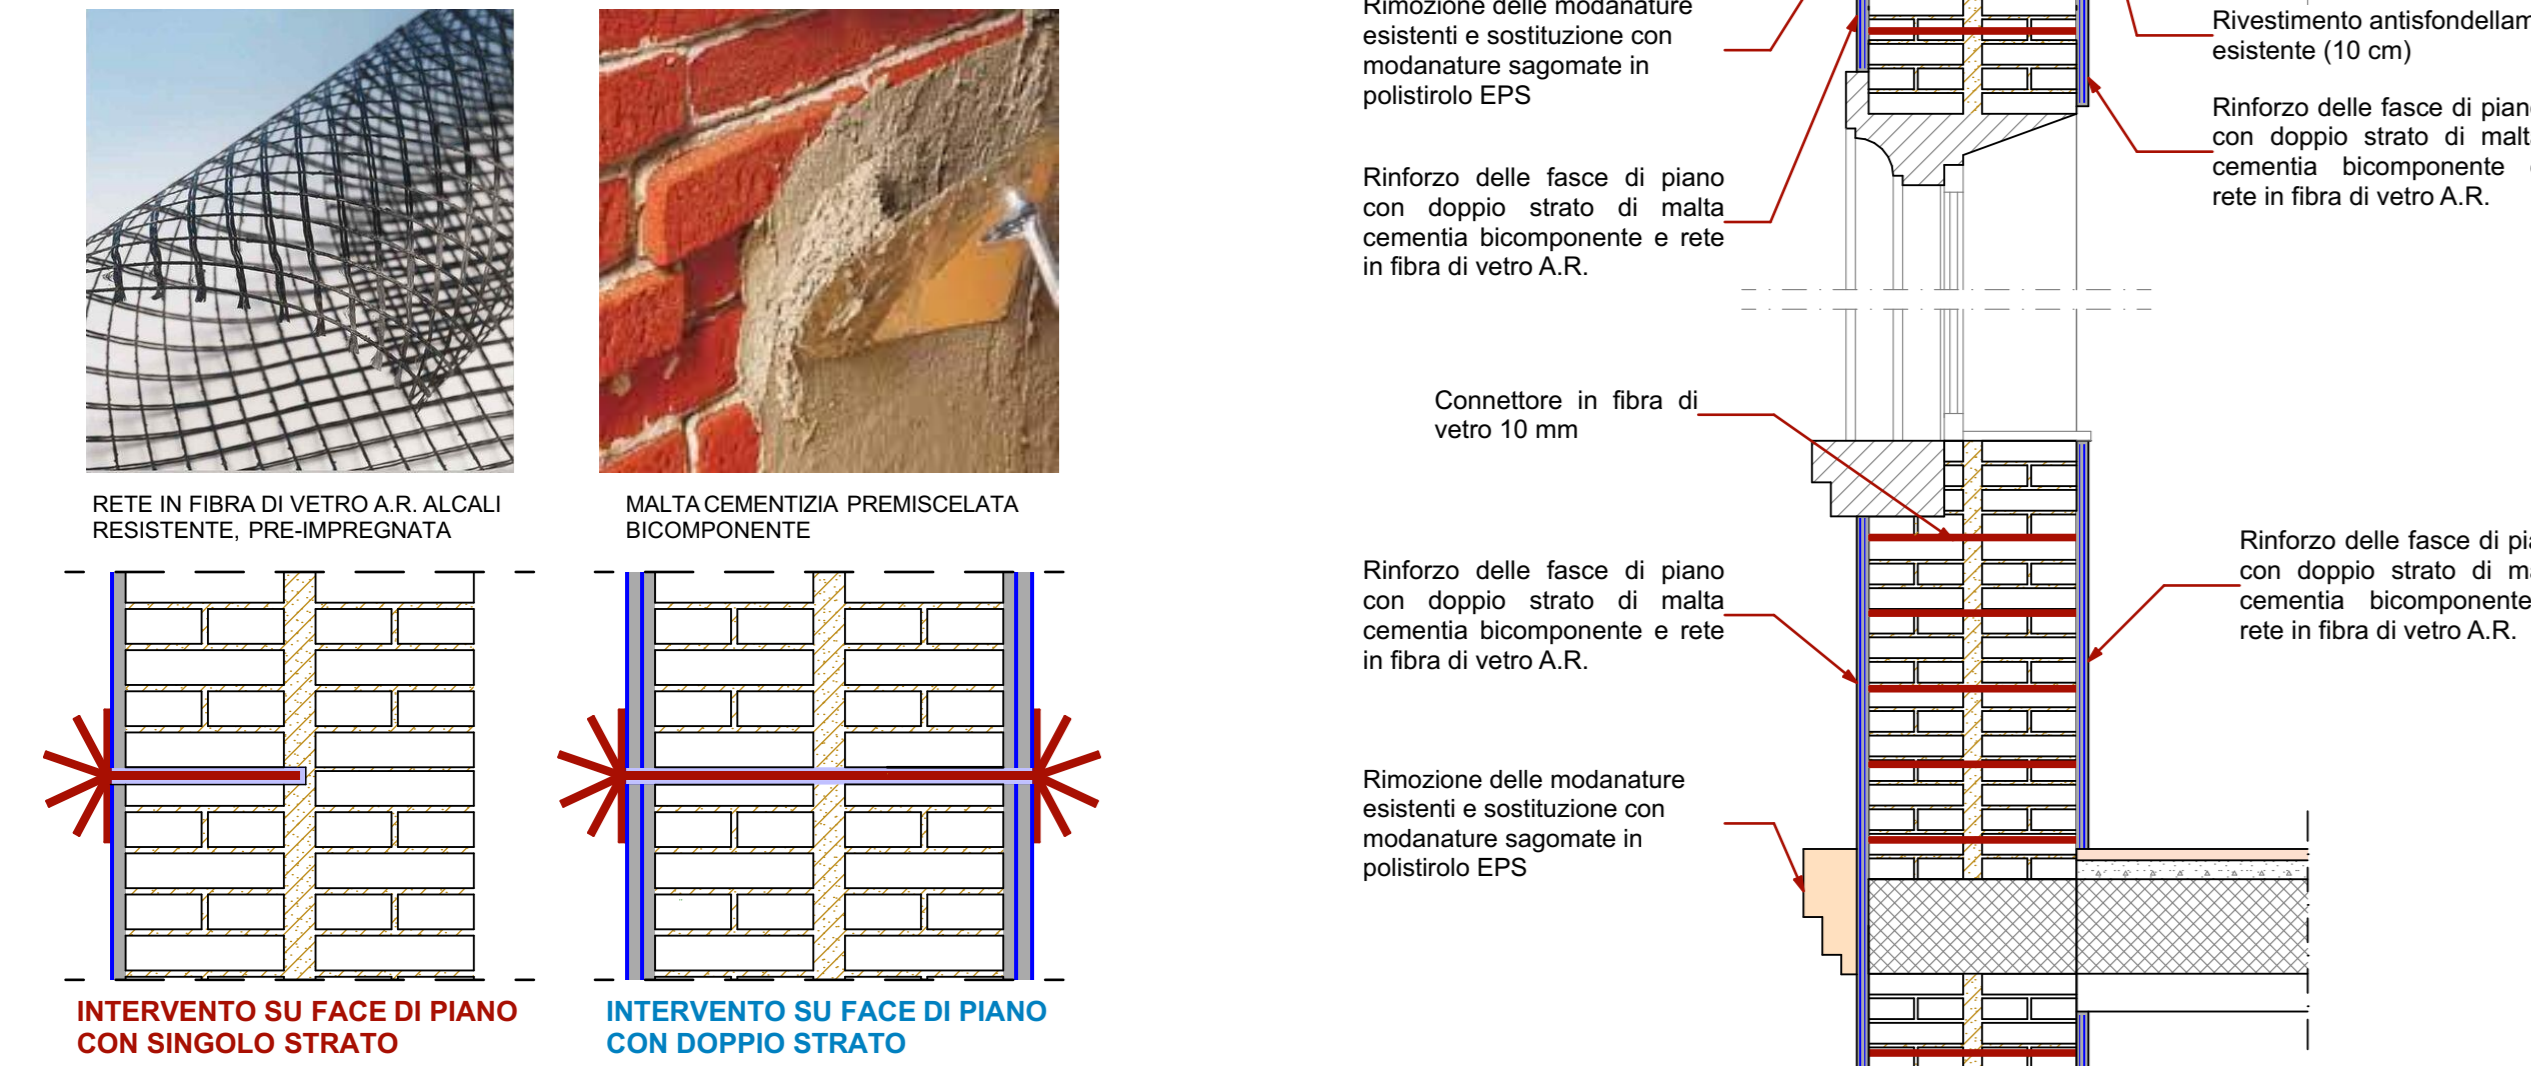 RETE IN FIBRA DI VETRO A.R. ALCALI
RESISTENTE, PRE-IMPREGNATA
MALTA CEMENTIZIA PREMISCELATA
BICOMPONENTE
INTERVENTO SU FACE DI PIANO
CON SINGOLO STRATO
INTERVENTO SU FACE DI PIANO
CON DOPPIO STRATO
Rimozione delle modanature
esistenti e sostituzione con
modanature sagomate in
polistirolo EPS
Rinforzo delle fasce di piano
con doppio strato di malta
cementia bicomponente e rete
in fibra di vetro A.R.
Connettore in fibra di
vetro 10 mm
Rinforzo delle fasce di piano
con doppio strato di malta
cementia bicomponente e rete
in fibra di vetro A.R.
Rimozione delle modanature
esistenti e sostituzione con
modanature sagomate in
polistirolo EPS
Rivestimento
esistente (10 cm)
Rinforzo delle fasce di
con doppio strato di
cementia bicomponente
rete in fibra di vetro A.R.
Rinforzo delle fasce di
con doppio strato di
cementia bicomponente
rete in fibra di vetro A.R.